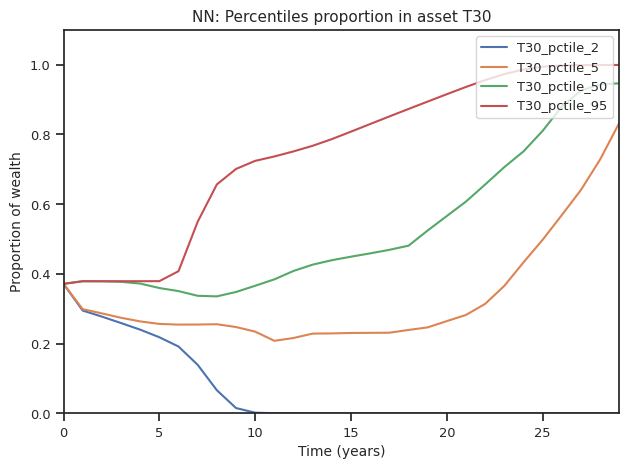 NN: Percentiles proportion in asset T30
T30_pctile_2
T30_pctile_5
T30_pctile_50
T30_pctile_95
Proportion of wealth
1.0
0.8
0.6
0.4
0.2
0.0
0 5 10 15 20 25
Time (years)